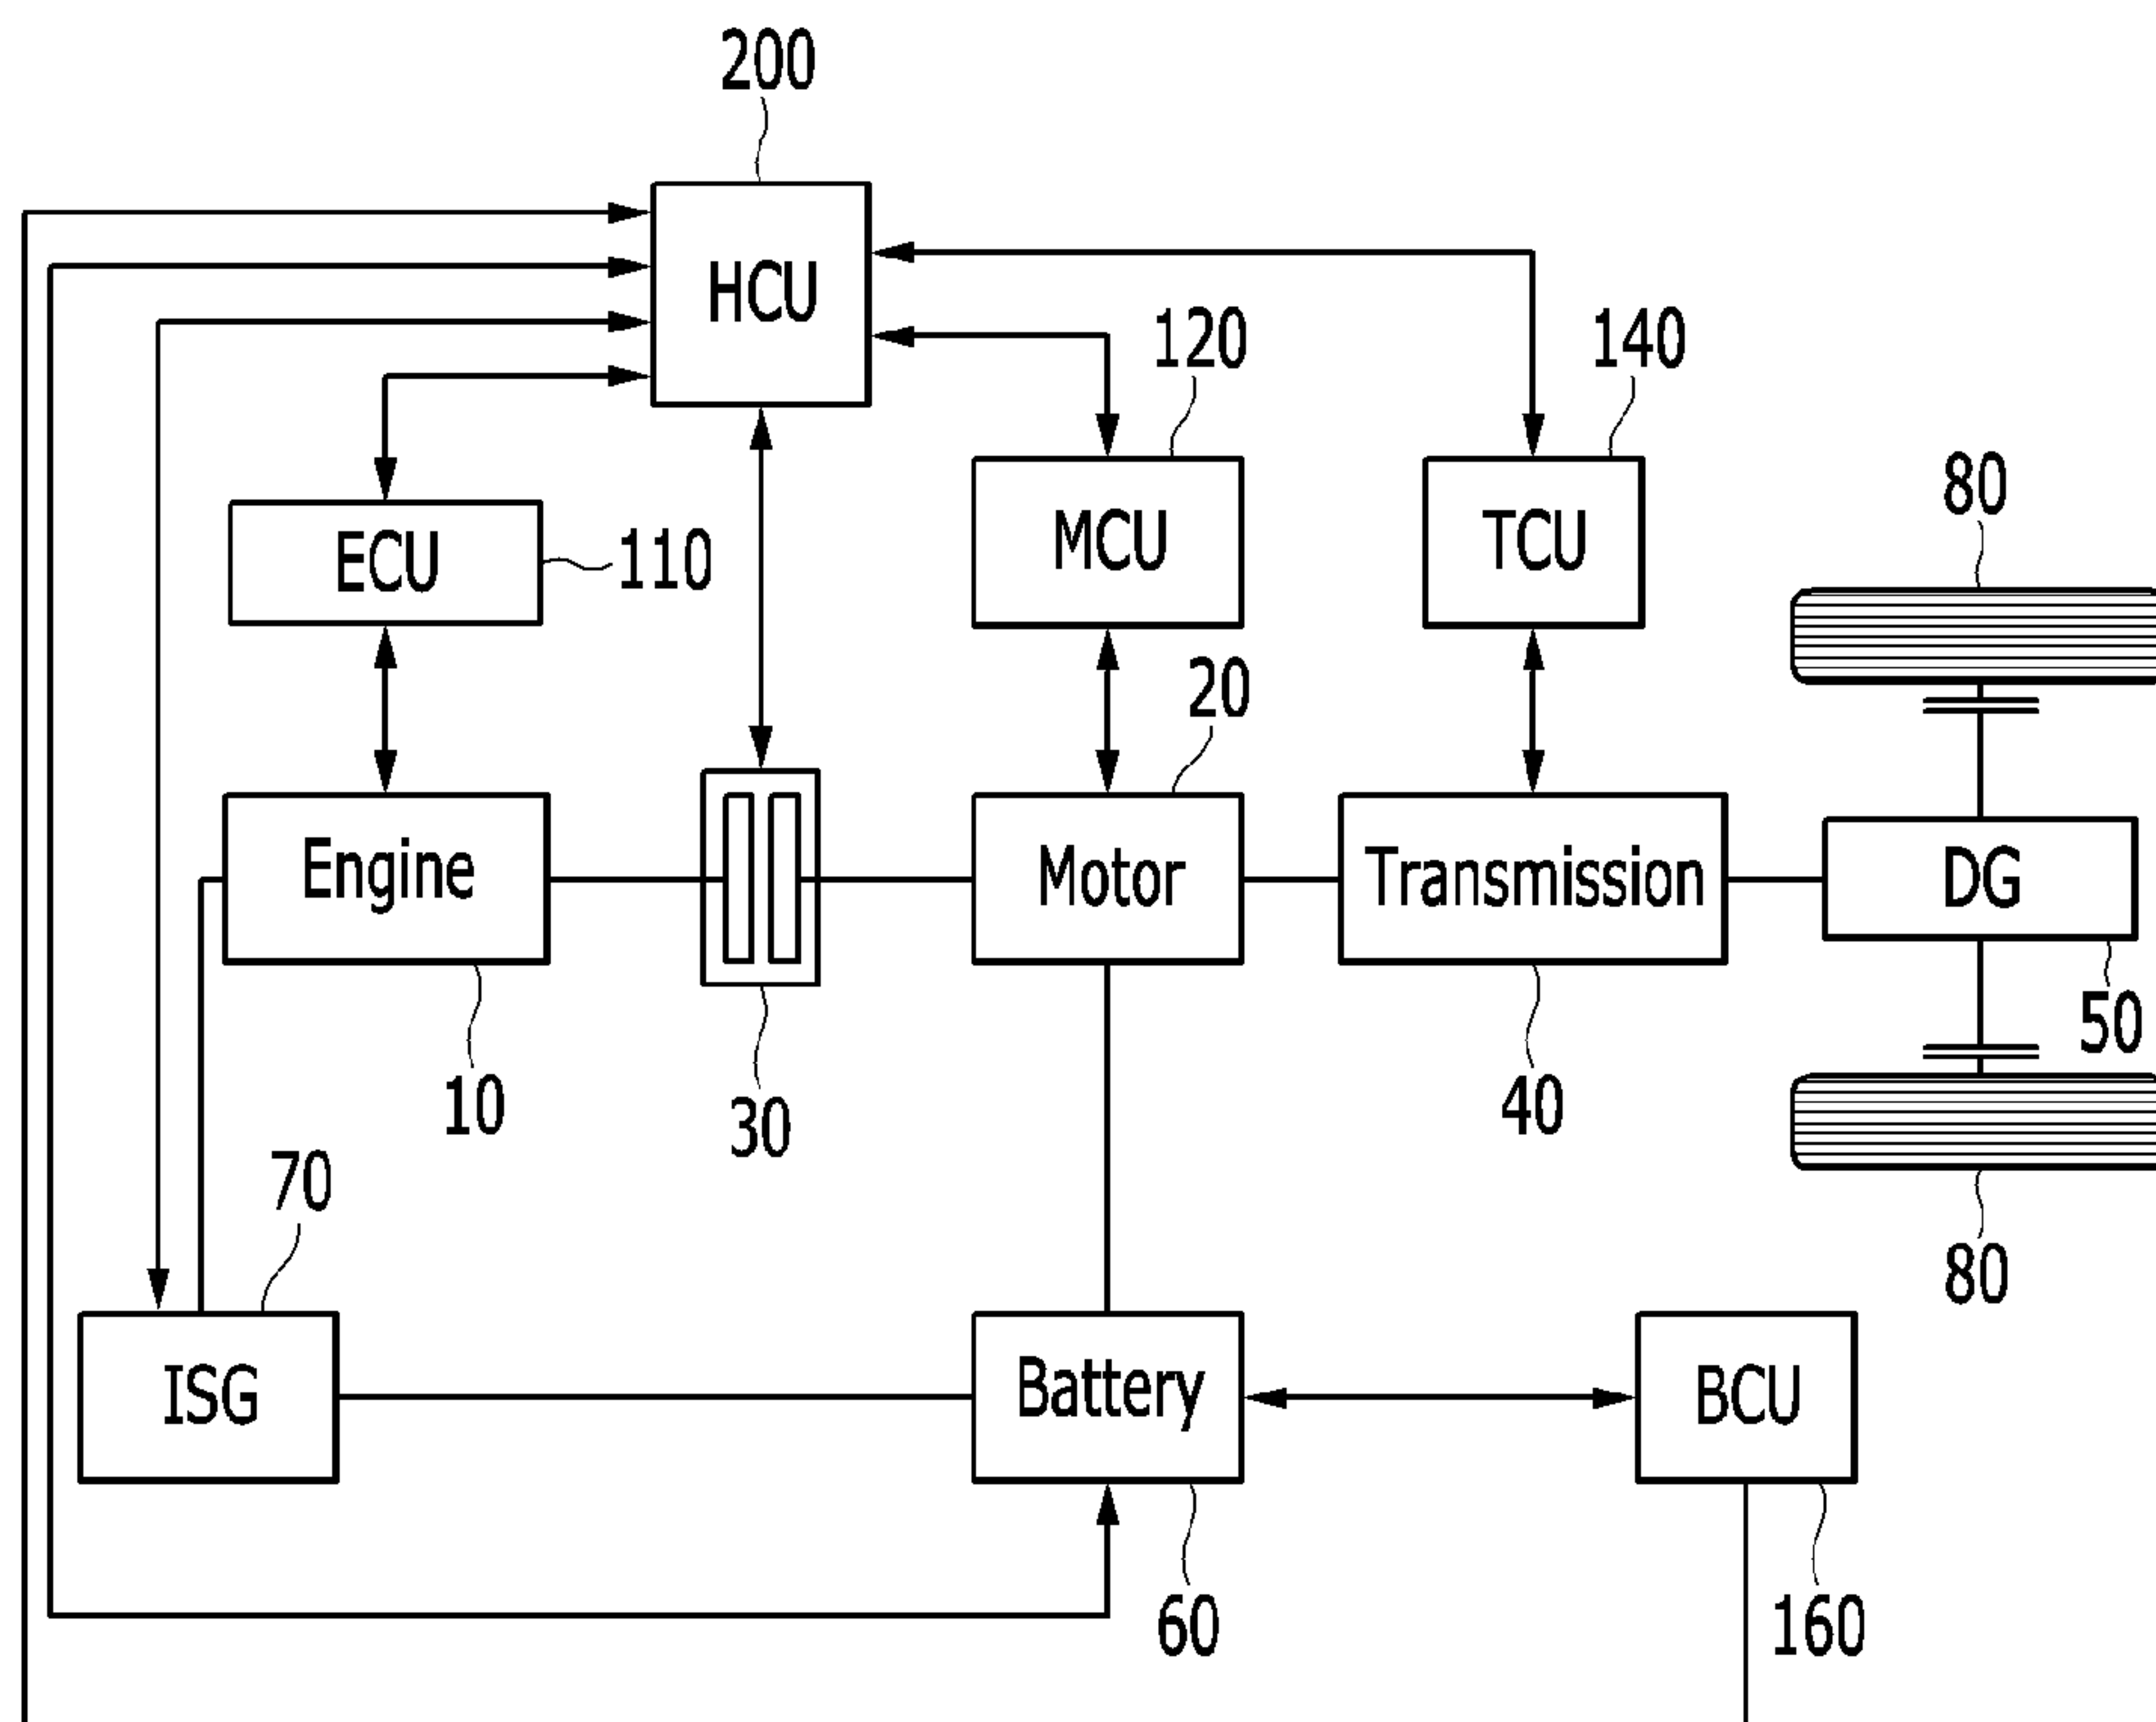 200
HCU
120
140
80
ECU
110
MCU
TCU
20
Engine
Motor
Transmission
DG
50
10
30
40
70
80
ISG
Battery
BCU
60
160